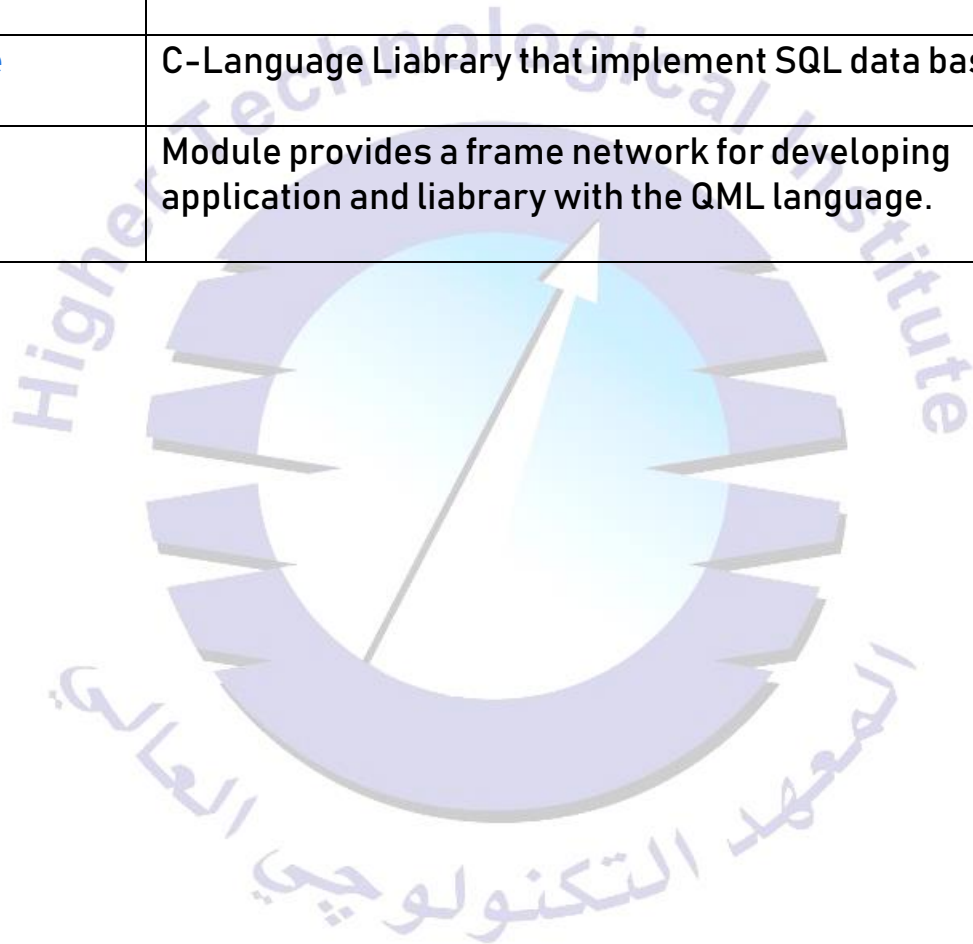 e
C-Language Liabrary that implement SQL data bas
Module provides a frame network for developing
application and liabrary with the QML language.
Higher Technological Institute
المعهد التكنولوجي العالي